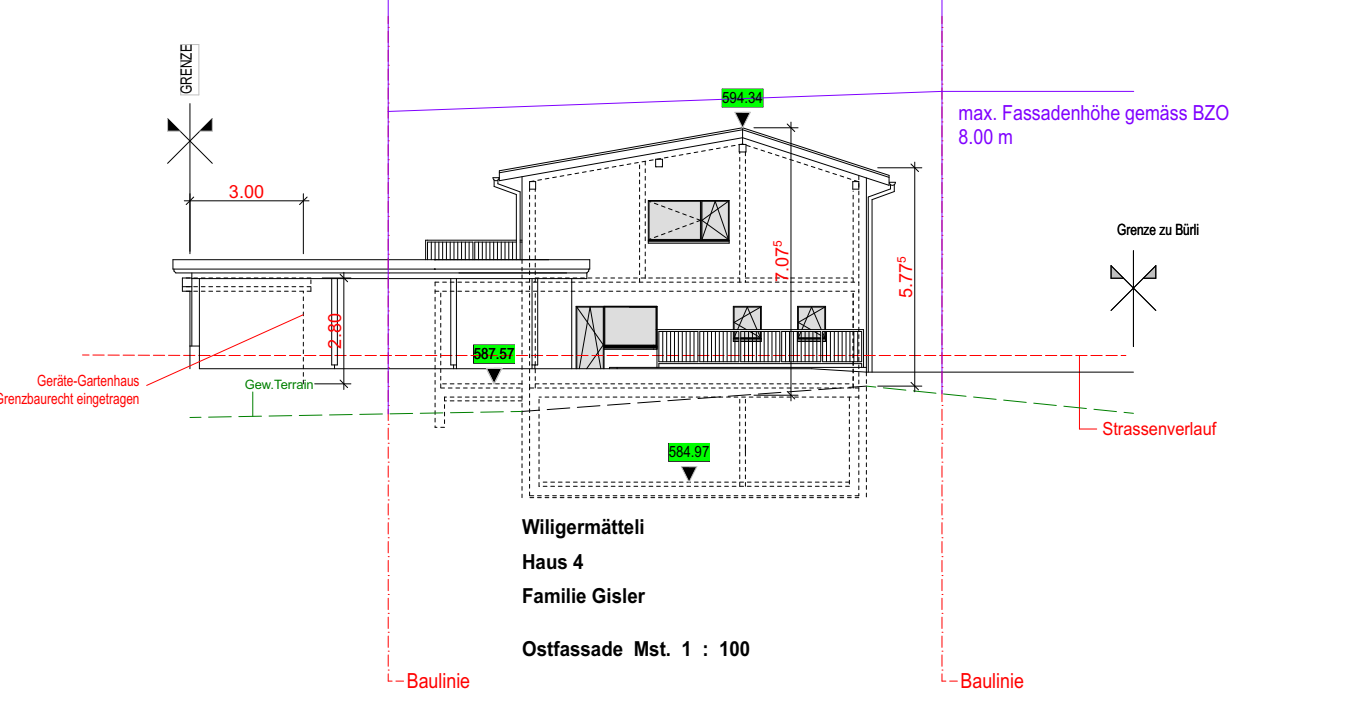 GRENZE
594.34
max. Fassadenhöhe gemäss BZO
8.00 m
3.00
Grenze zu Bürli
7.07⁵
5.77⁵
2.80
587.57
Geräte-Gartenhaus
Grenzbaurecht eingetragen
Gew.Terrain
Strassenverlauf
584.97
Wiligermätteli
Haus 4
Familie Gisler
Ostfassade Mst. 1 : 100
Baulinie
Baulinie